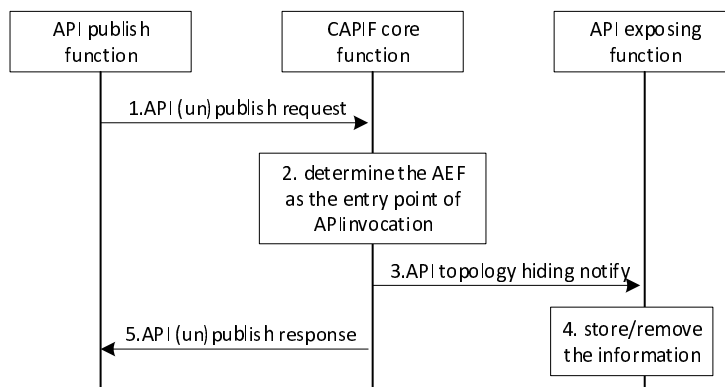 API publish
function
CAPIF core
function
API exposing
function
1.API (un) publish request
2. determine the AEF
as the entry point of
APIinvocation
3.API topology hiding notify
4. store/remove
the information
5.API (un) publish response